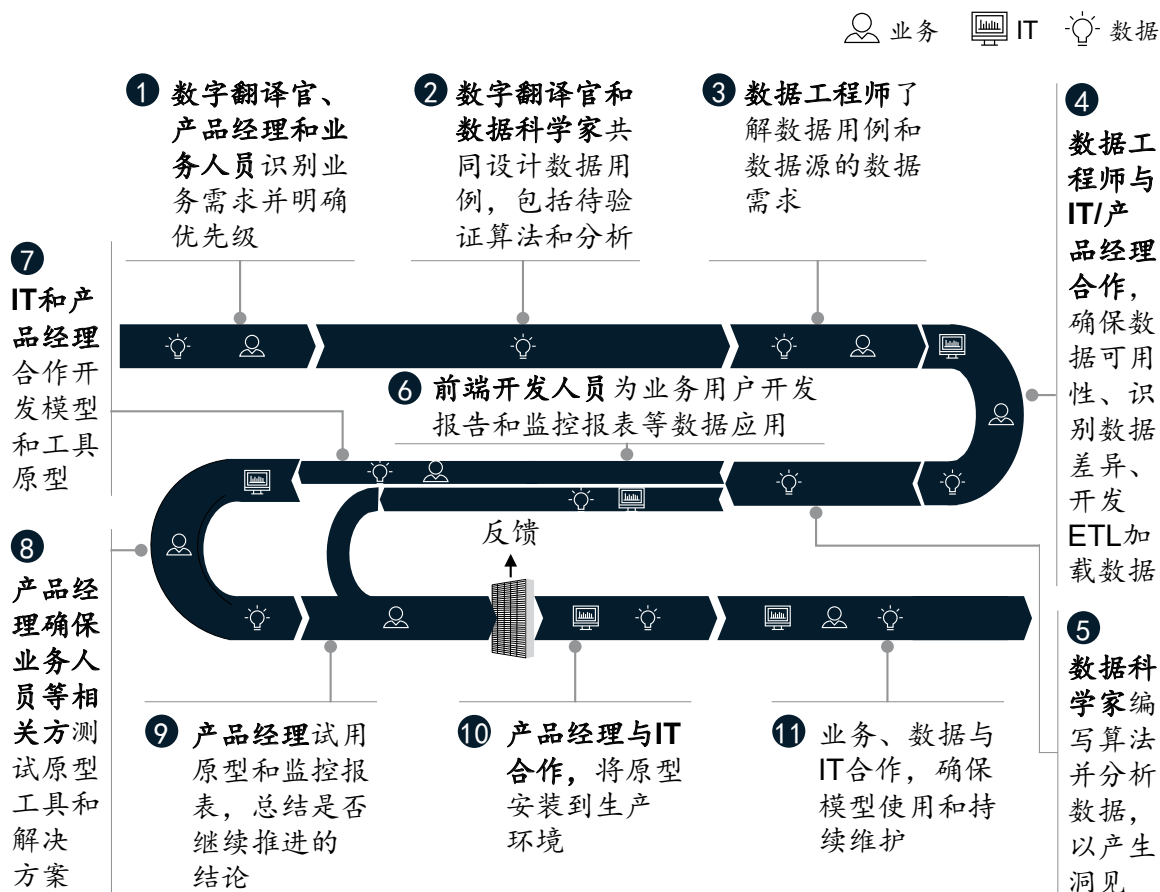 业务 IT 数据
1 数字翻译官、
产品经理和业
务人员识别业
务需求并明确
优先级
2 数字翻译官和
数据科学家共
同设计数据用
例，包括待验
证算法和分析
3 数据工程师了
解数据用例和
数据源的数据
需求
4
数据工
程师与
IT/产
品经理
合作，
确保数
据可用
性、识
别数据
差异、
开发
ETL加
载数据
5
数据科
学家编
写算法
并分析
数据，
以产生
洞见
6 前端开发人员为业务用户开发
报告和监控报表等数据应用
7
IT和产
品经理
合作开
发模型
和工具
原型
8
产品经
理确保
业务人
员等相
关方测
试原型
工具和
解决
方案
反馈
9 产品经理试用
原型和监控报
表，总结是否
继续推进的
结论
10 产品经理与IT
合作，将原型
安装到生产
环境
11 业务、数据与
IT合作，确保
模型使用和持
续维护